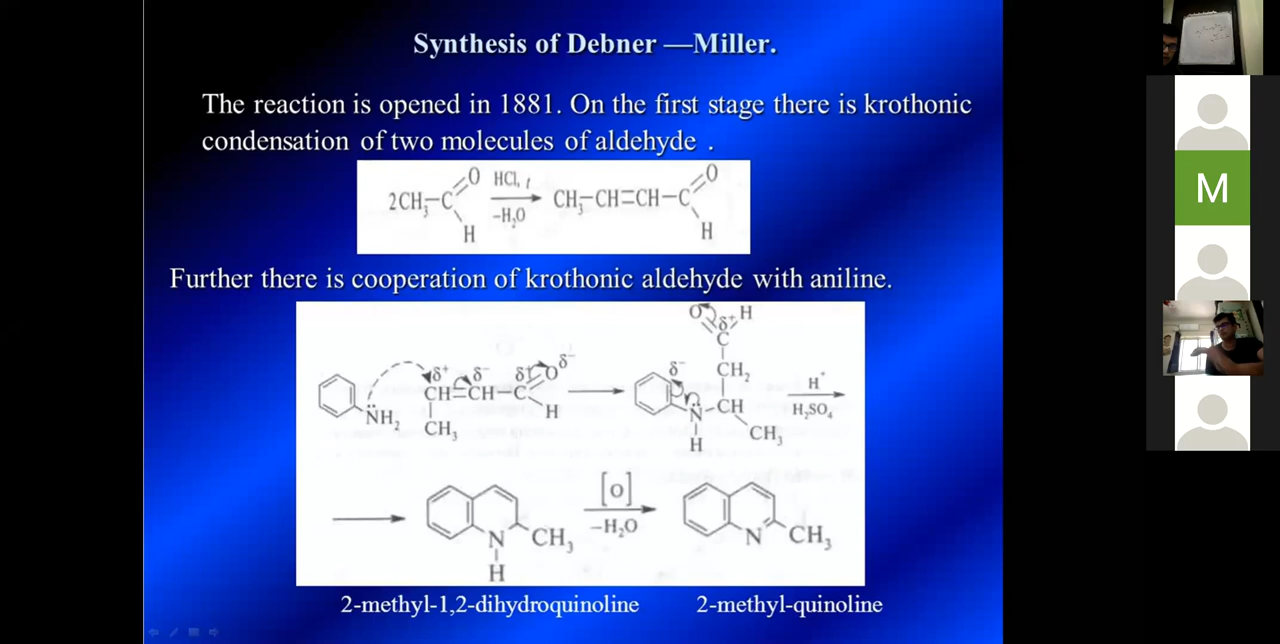 Synthesis of Debner —Miller.
The reaction is opened in 1881. On the first stage there is krothonic
condensation of two molecules of aldehyde .
2CH₃–C O H HCl, t –H₂O CH₃–CH=CH–C O H
Further there is cooperation of krothonic aldehyde with aniline.
NH₂ δ⁺ CH=CH–C δ⁻ δ⁺ O δ⁻ H CH₃
O δ⁺ H C CH₂ δ⁻ N–CH H CH₃ H⁺ H₂SO₄
N H CH₃ [O] –H₂O N CH₃
2-methyl-1,2-dihydroquinoline 2-methyl-quinoline
M